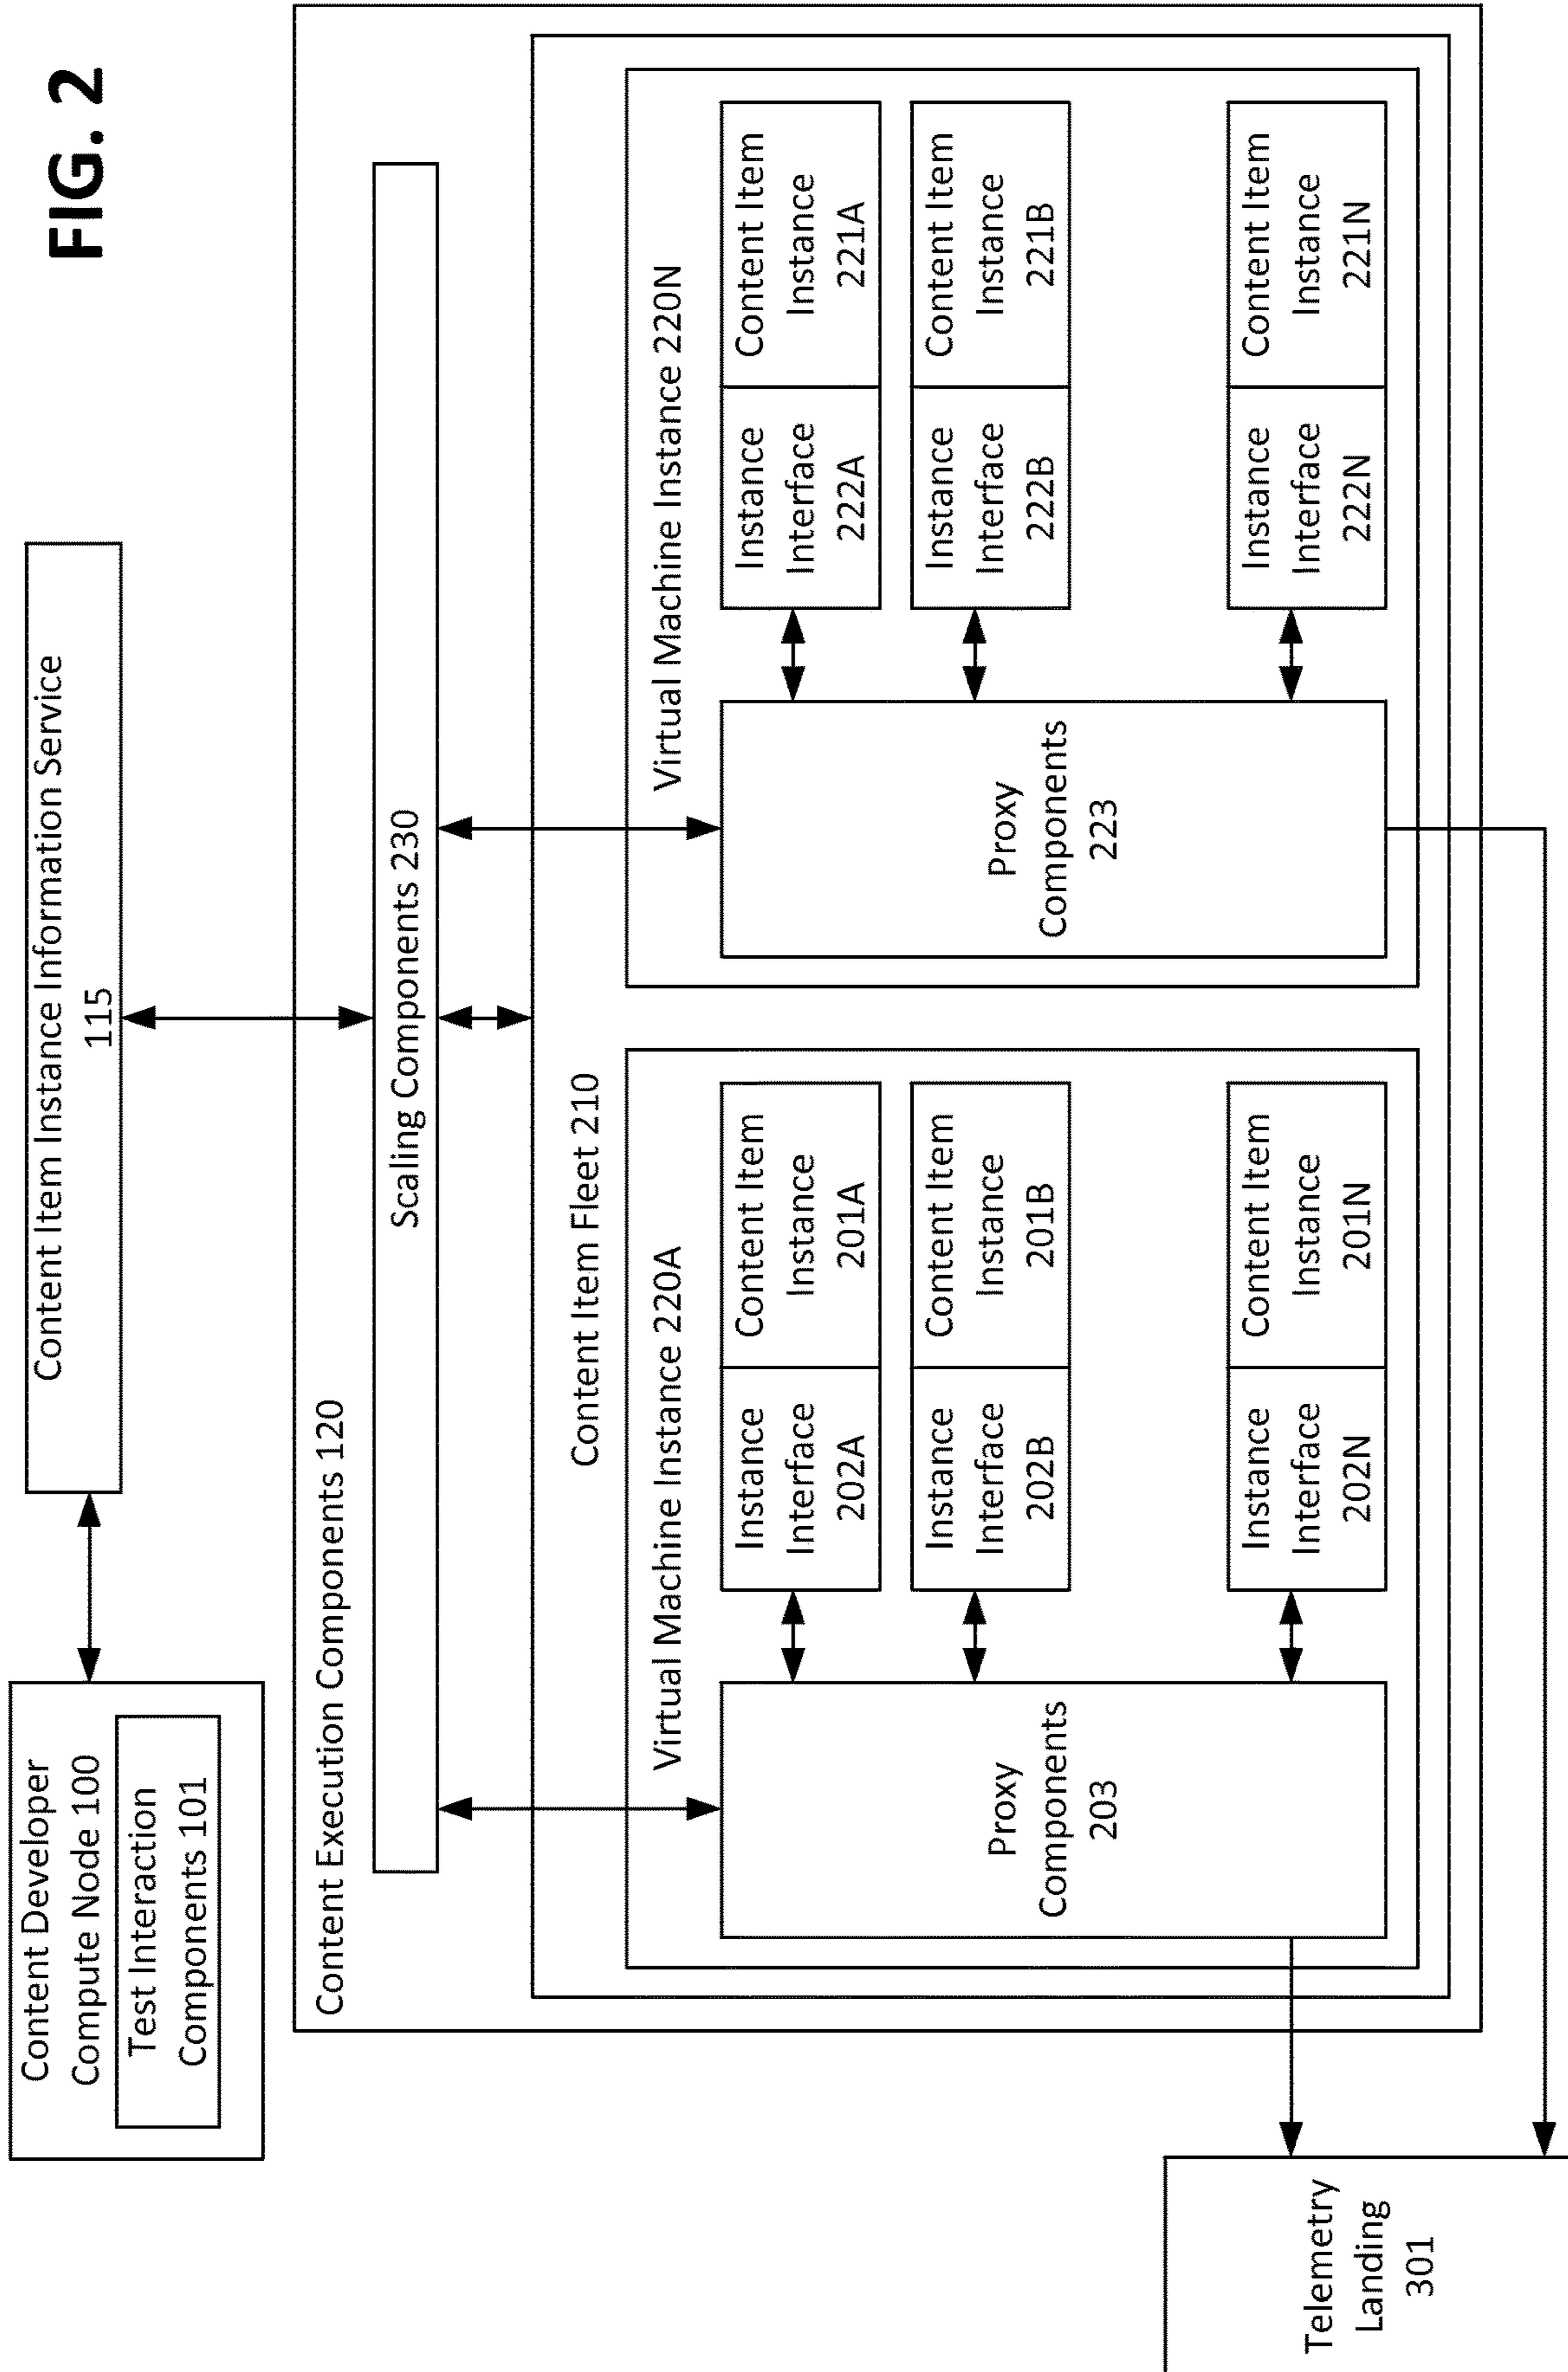 FIG. 2
Content Developer
Compute Node 100
Test Interaction
Components 101
Content Item Instance Information Service
115
Content Execution Components 120
Scaling Components 230
Content Item Fleet 210
Virtual Machine Instance 220A
Proxy
Components
203
Instance
Interface
202A
Content Item
Instance
201A
Instance
Interface
202B
Content Item
Instance
201B
Instance
Interface
202N
Content Item
Instance
201N
Virtual Machine Instance 220N
Proxy
Components
223
Instance
Interface
222A
Content Item
Instance
221A
Instance
Interface
222B
Content Item
Instance
221B
Instance
Interface
222N
Content Item
Instance
221N
Telemetry
Landing
301